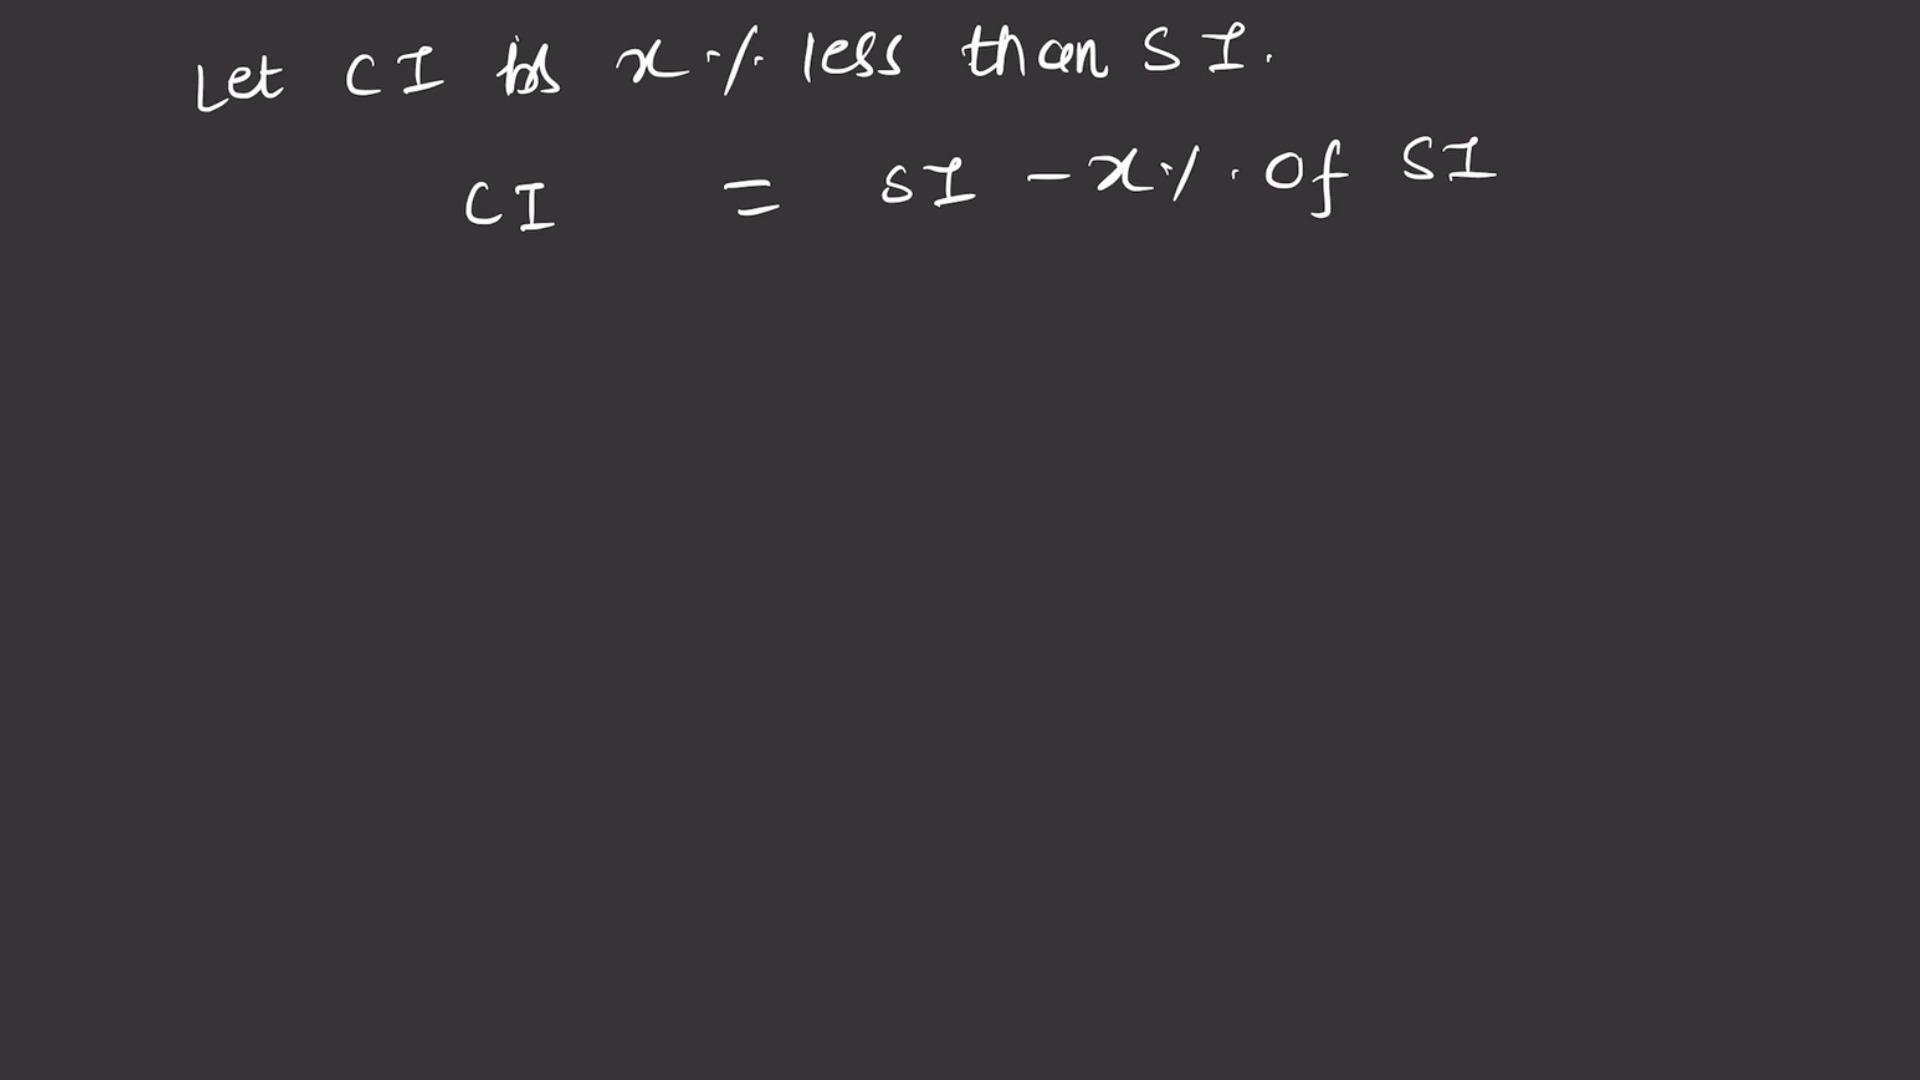 Let CI is x% less than SI.
CI = SI - x% of SI